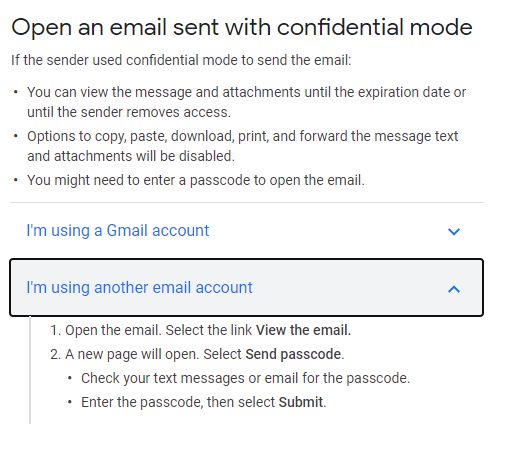 Open an email sent with confidential mode
If the sender used confidential mode to send the email:
• You can view the message and attachments until the expiration date or
until the sender removes access.
• Options to copy, paste, download, print, and forward the message text
and attachments will be disabled.
• You might need to enter a passcode to open the email.
I'm using a Gmail account
I'm using another email account
1. Open the email. Select the link View the email.
2. A new page will open. Select Send passcode.
• Check your text messages or email for the passcode.
• Enter the passcode, then select Submit.